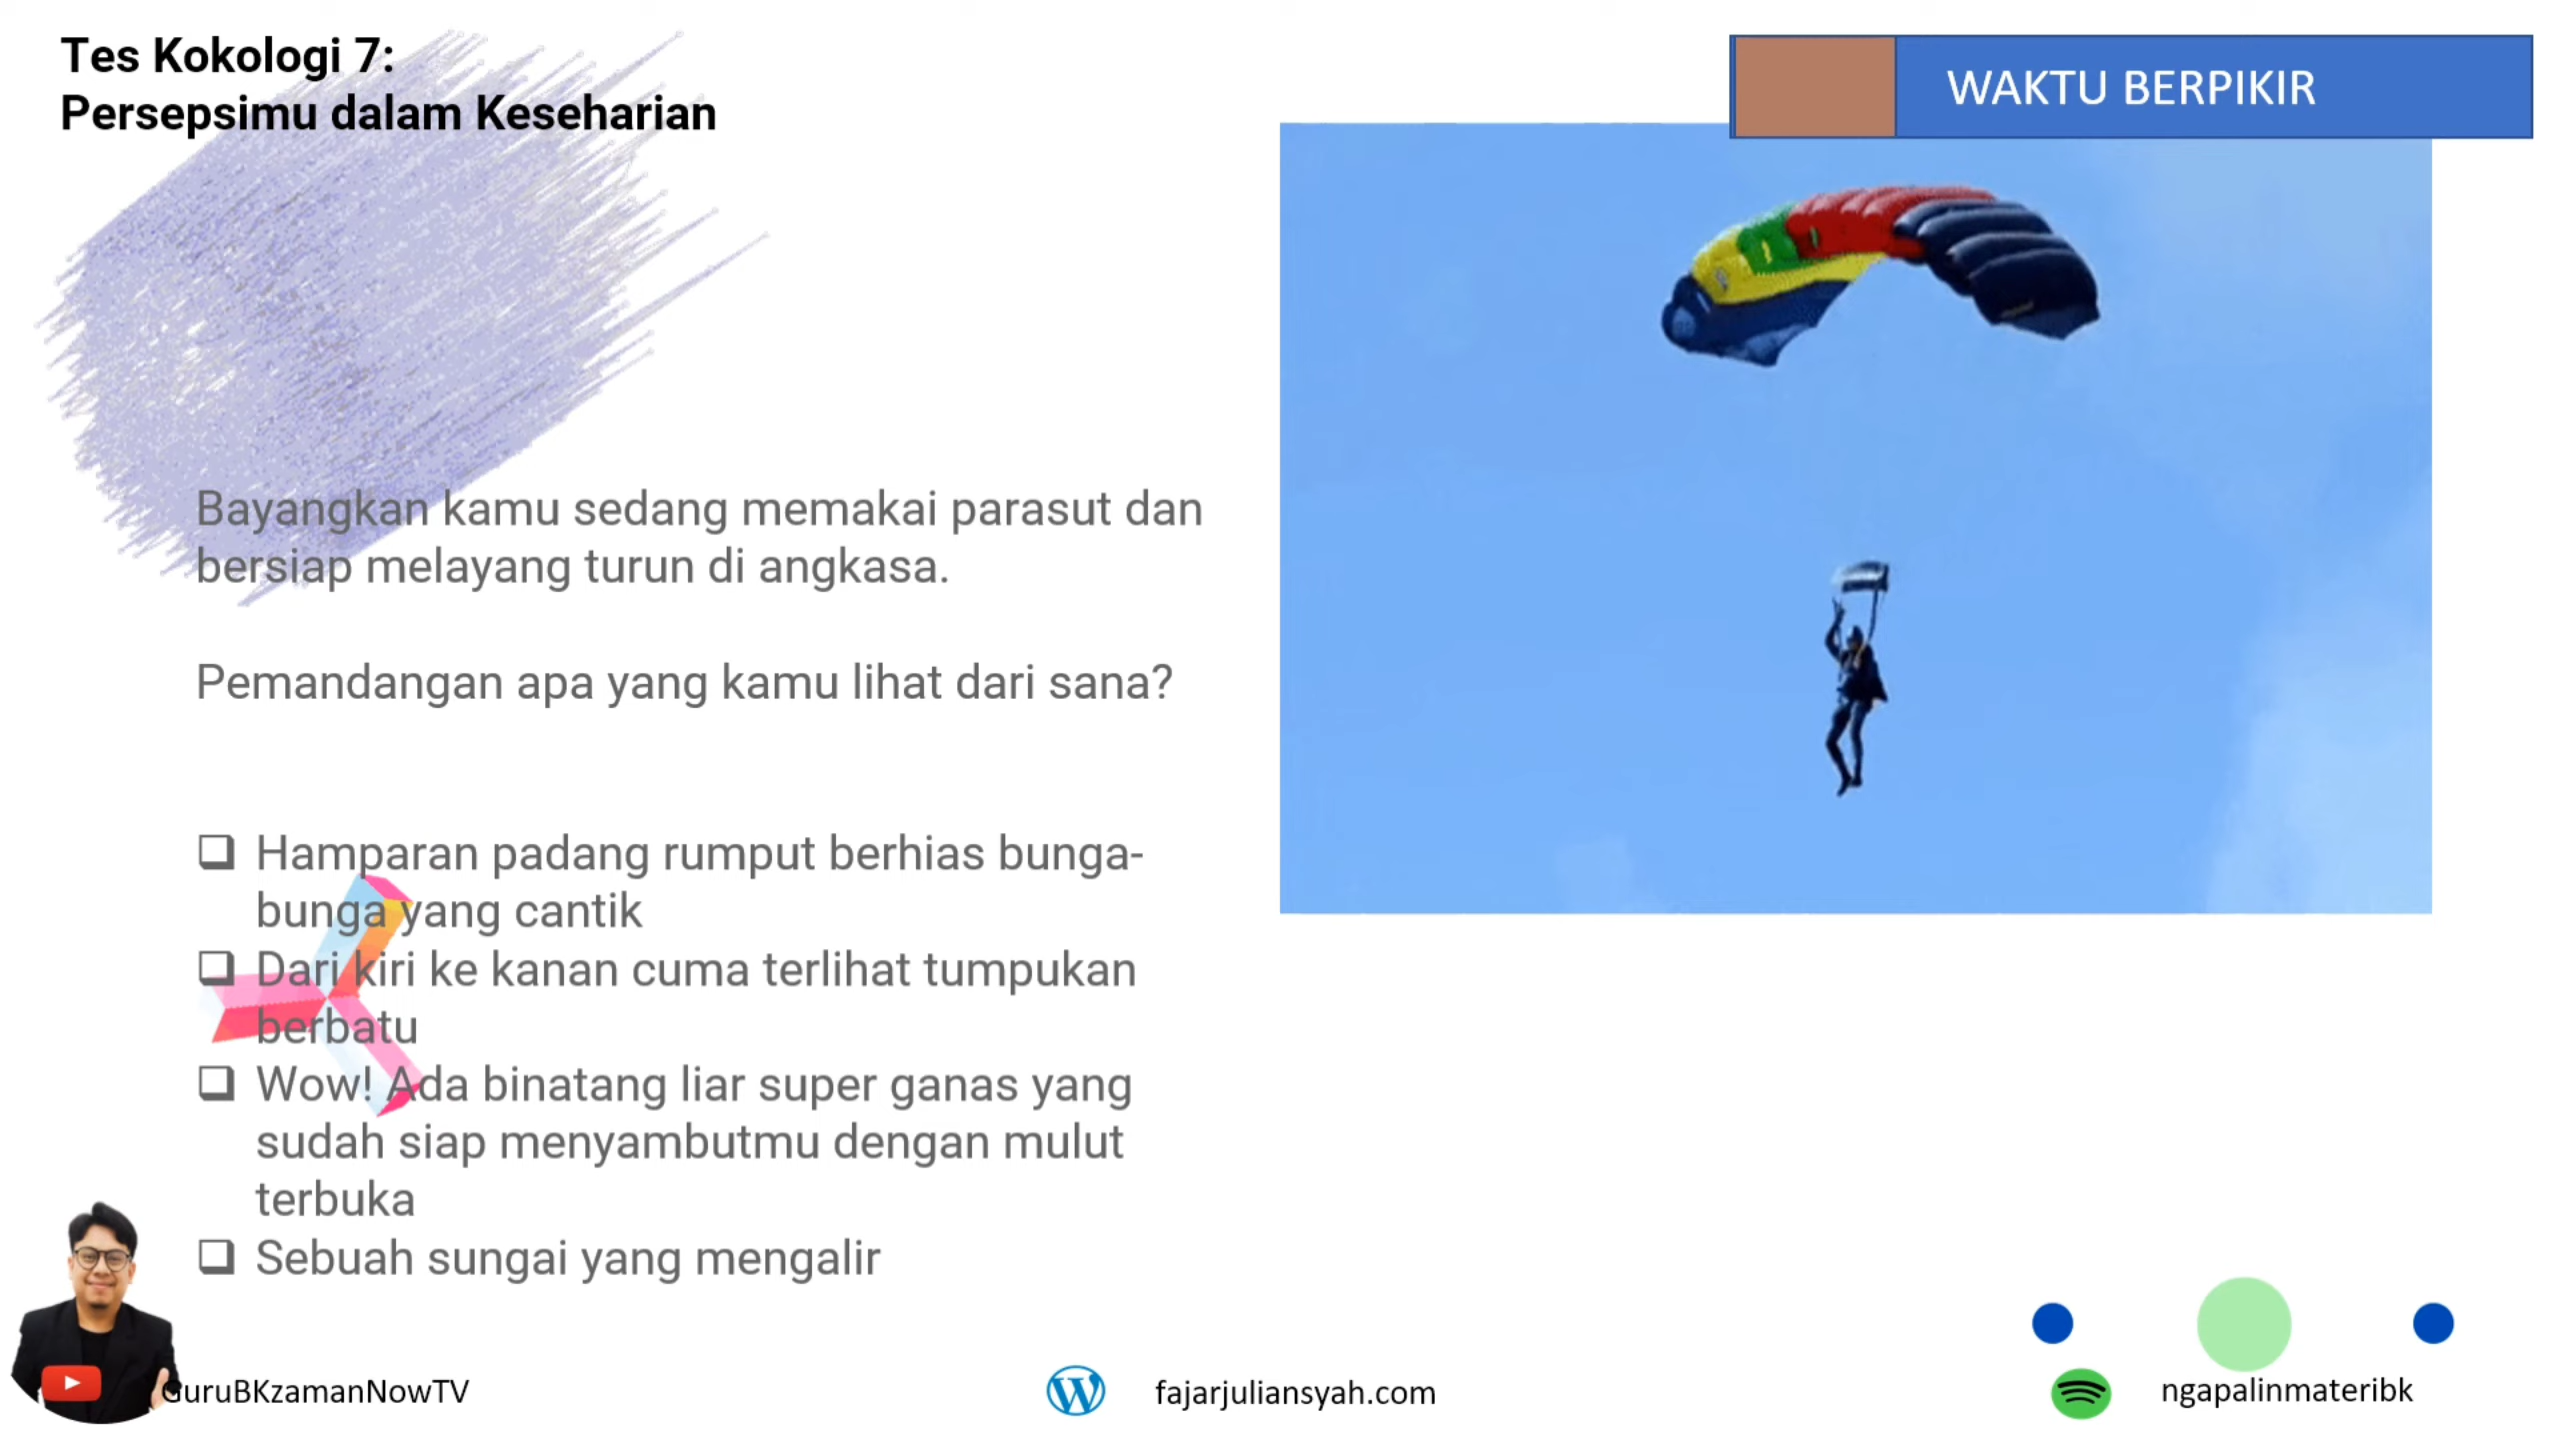 Tes Kokologi 7:
Persepsimu dalam Keseharian
WAKTU BERPIKIR
Bayangkan kamu sedang memakai parasut dan
bersiap melayang turun di angkasa.
Pemandangan apa yang kamu lihat dari sana?
Hamparan padang rumput berhias bunga-
bunga yang cantik
Dari kiri ke kanan cuma terlihat tumpukan
berbatu
Wow! Ada binatang liar super ganas yang
sudah siap menyambutmu dengan mulut
terbuka
Sebuah sungai yang mengalir
GuruBKzamanNowTV
fajarjuliansyah.com
ngapalinmateribk